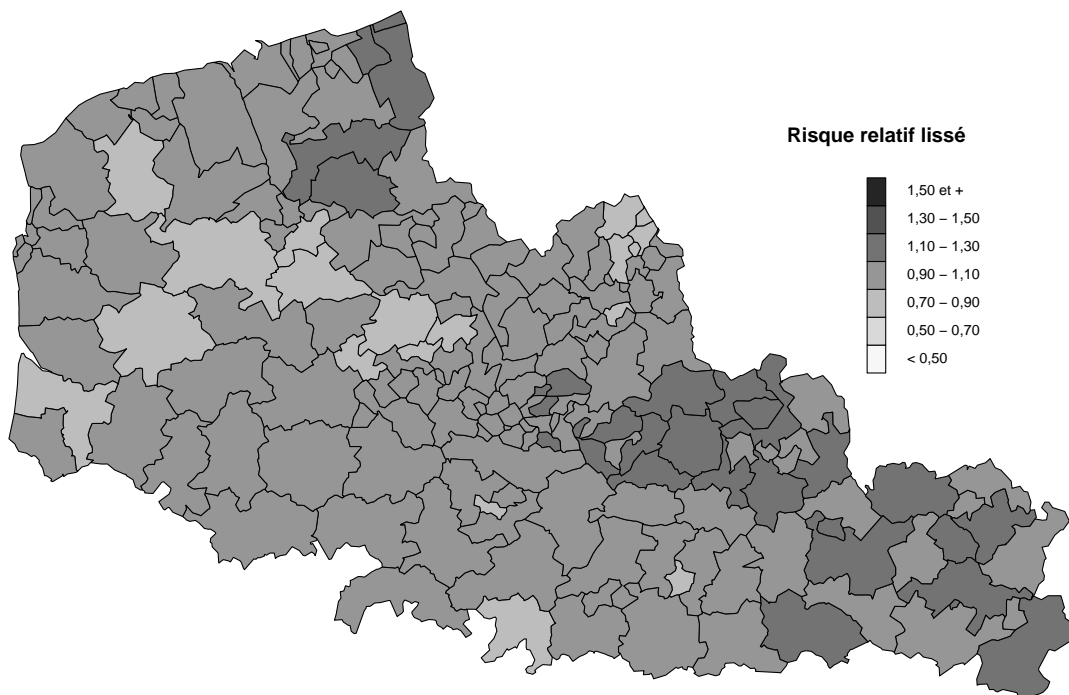 Risque relatif lissé
1,50 et +
1,30 – 1,50
1,10 – 1,30
0,90 – 1,10
0,70 – 0,90
0,50 – 0,70
< 0,50